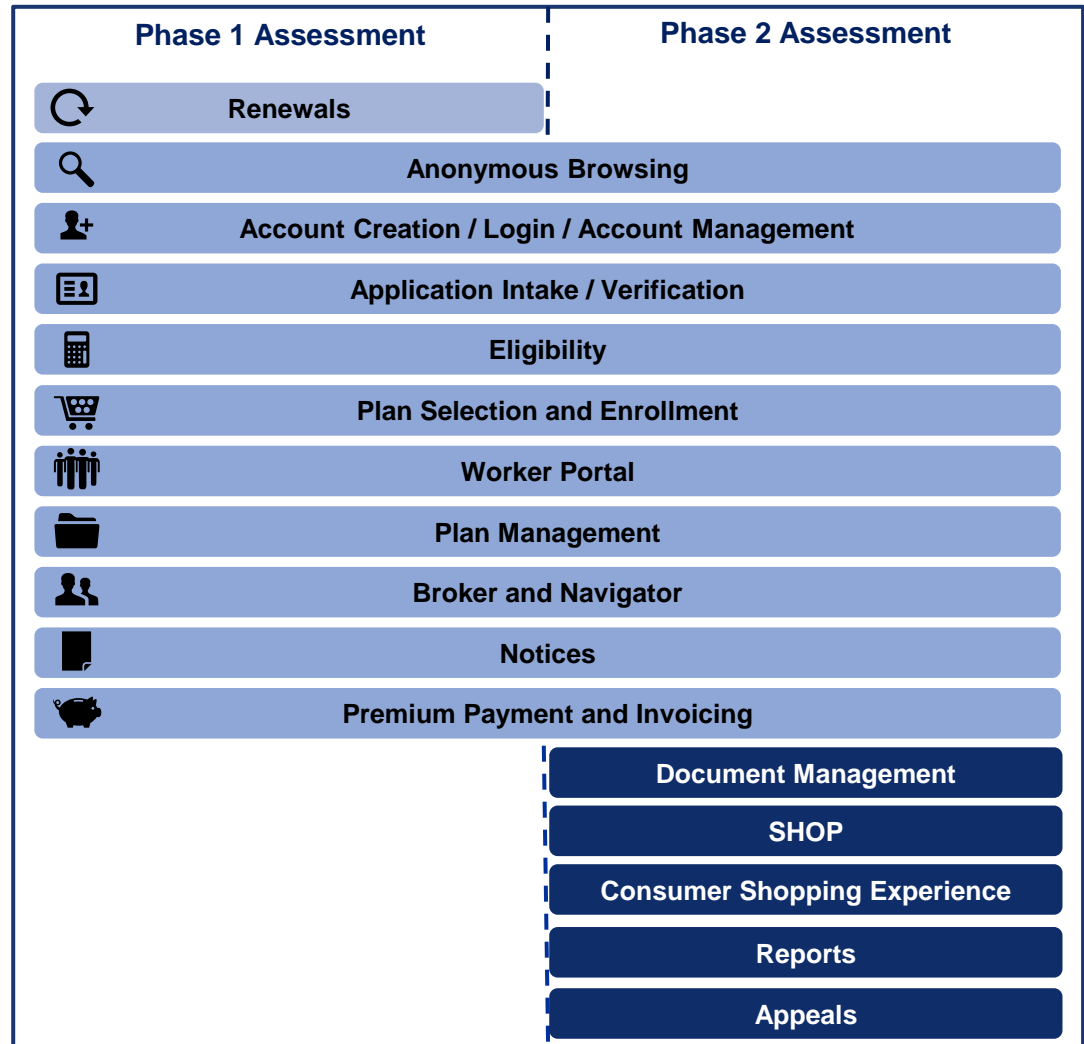 Phase 1 Assessment
Phase 2 Assessment
Renewals
Anonymous Browsing
Account Creation / Login / Account Management
Application Intake / Verification
Eligibility
Plan Selection and Enrollment
Worker Portal
Plan Management
Broker and Navigator
Notices
Premium Payment and Invoicing
Document Management
SHOP
Consumer Shopping Experience
Reports
Appeals